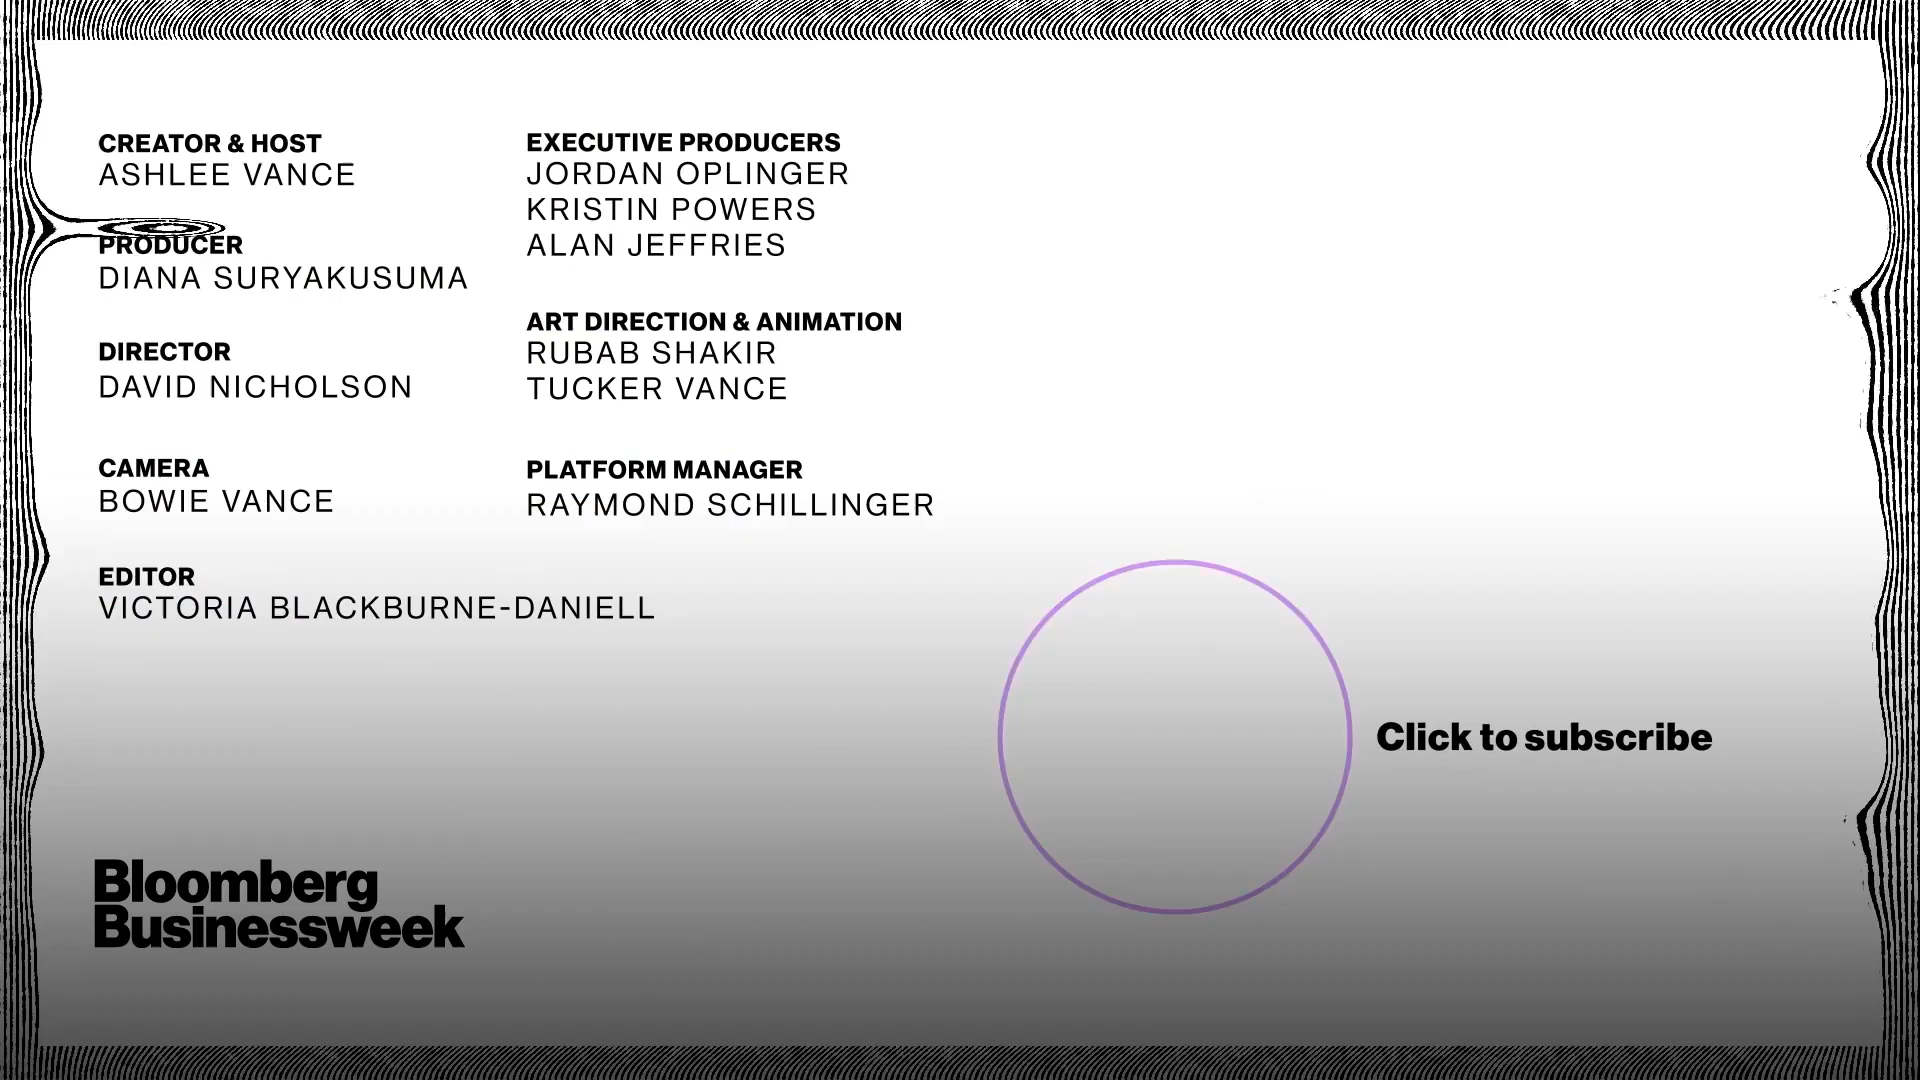 CREATOR & HOST
ASHLEE VANCE
PRODUCER
DIANA SURYAKUSUMA
DIRECTOR
DAVID NICHOLSON
CAMERA
BOWIE VANCE
EDITOR
VICTORIA BLACKBURNE-DANIELL
EXECUTIVE PRODUCERS
JORDAN OPLINGER
KRISTIN POWERS
ALAN JEFFRIES
ART DIRECTION & ANIMATION
RUBAB SHAKIR
TUCKER VANCE
PLATFORM MANAGER
RAYMOND SCHILLINGER
Click to subscribe
Bloomberg
Businessweek